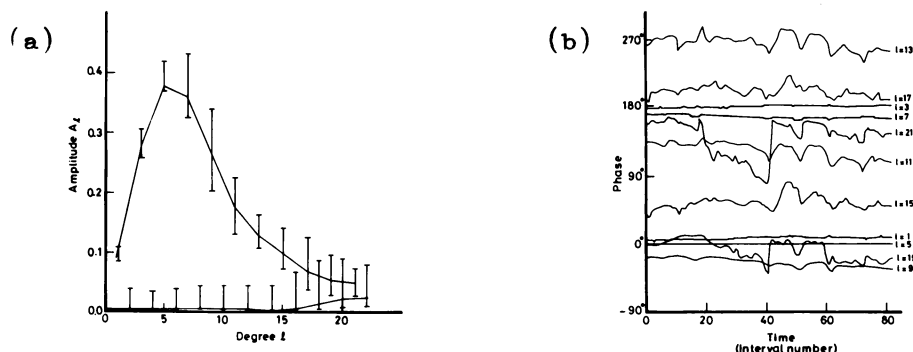 (a)
Amplitude Aℓ
0.4
0.3
0.2
0.1
0.0
5
10
15
20
Degree ℓ
(b)
Phase
270°
180°
90°
0°
-90°
0
20
40
60
80
Time
(Interval number)
l=13
l=17
l=3
l=7
l=21
l=11
l=15
l=1
l=5
l=19
l=9